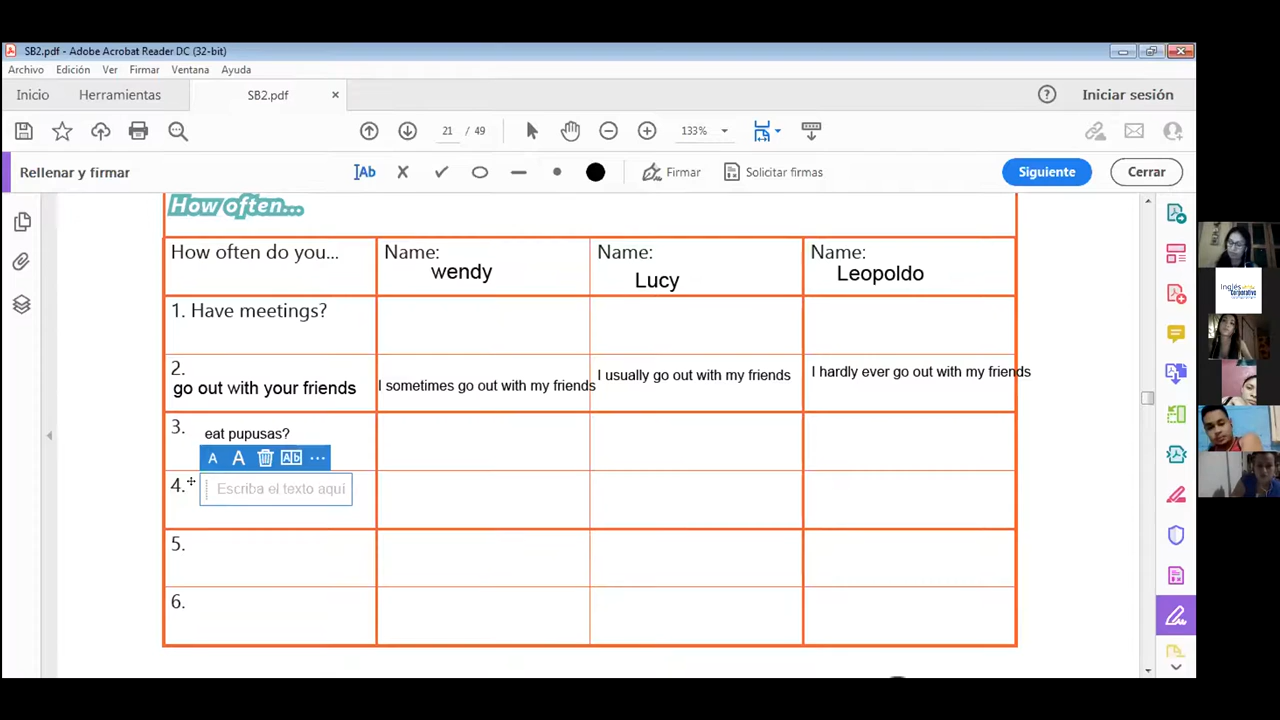 SB2.pdf - Adobe Acrobat Reader DC (32-bit)
Archivo Edición Ver Firmar Ventana Ayuda
Inicio Herramientas SB2.pdf × Iniciar sesión
21 / 49 133%
Rellenar y firmar Firmar Solicitar firmas Siguiente Cerrar
How often...
How often do you... Name: Name: Name:
wendy Lucy Leopoldo
1. Have meetings?
2.
go out with your friends I sometimes go out with my friends I usually go out with my friends I hardly ever go out with my friends
3. eat pupusas?
A A Ab ...
4. Escriba el texto aquí
5.
6.
Inglés
Corporativo